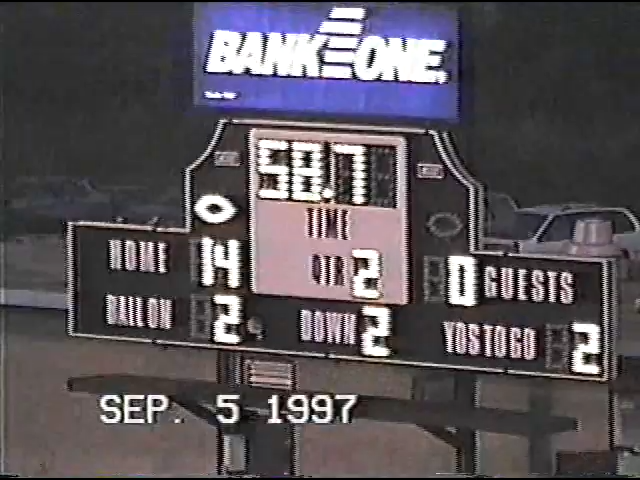 BANK ONE.
58.7
TIME
HOME 14 QTR 2 0 GUESTS
BALL ON 2 DOWN 2 YDS TO GO 2
SEP. 5 1997